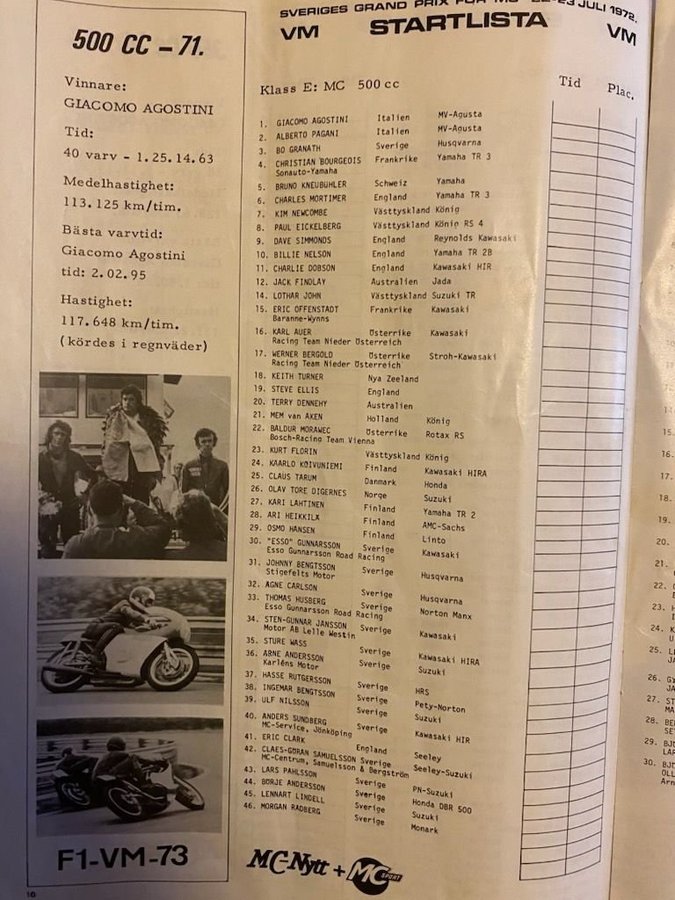 500 CC – 71.
Vinnare:
GIACOMO AGOSTINI
Tid:
40 varv - 1.25.14.63
Medelhastighet:
113.125 km/tim.
Bästa varvtid:
Giacomo Agostini
tid: 2.02.95
Hastighet:
117.648 km/tim.
(kördes i regnväder)
F1-VM-73
SVERIGES GRAND PRIX FÖR MC 22-23 JULI 1972.
VM STARTLISTA VM
Klass E: MC 500 cc Tid Plac.
1. GIACOMO AGOSTINI Italien MV-Agusta
2. ALBERTO PAGANI Italien MV-Agusta
3. BO GRANATH Sverige Husqvarna
4. CHRISTIAN BOURGEOIS Frankrike Yamaha TR 3
Sonauto-Yamaha
5. BRUNO KNEUBUHLER Schweiz Yamaha
6. CHARLES MORTIMER England Yamaha TR 3
7. KIM NEWCOMBE Västtyskland König
8. PAUL EICKELBERG Västtyskland König RS 4
9. DAVE SIMMONDS England Reynolds Kawasaki
10. BILLIE NELSON England Yamaha TR 2B
11. CHARLIE DOBSON England Kawasaki HIR
12. JACK FINDLAY Australien Jada
14. LOTHAR JOHN Västtyskland Suzuki TR
15. ERIC OFFENSTADT Frankrike Kawasaki
Baranne-Wynns
16. KARL AUER Österrike Kawasaki
Racing Team Nieder Österreich
17. WERNER BERGOLD Österrike Stroh-Kawasaki
Racing Team Nieder Österreich
18. KEITH TURNER Nya Zeeland
19. STEVE ELLIS England
20. TERRY DENNEHY Australien
21. MEM van AKEN Holland König
22. BALDUR MORAWEC Österrike Rotax RS
Bosch-Racing Team Vienna
23. KURT FLORIN Västtyskland König
24. KAARLO KOIVUNIEMI Finland Kawasaki HIRA
25. CLAUS TARUM Danmark Honda
26. OLAV TORE DIGERNES Norge Suzuki
27. KARI LAHTINEN Finland Yamaha TR 2
28. ARI HEIKKILÄ Finland AMC-Sachs
29. OSMO HANSEN Finland Linto
30. "ESSO" GUNNARSSON Sverige Kawasaki
Esso Gunnarsson Road Racing
31. JOHNNY BENGTSSON Sverige Husqvarna
Stigefelts Motor
32. AGNE CARLSON Sverige Husqvarna
33. THOMAS HUSBERG Sverige Norton Manx
Esso Gunnarsson Road Racing
34. STEN-GUNNAR JANSSON Sverige Kawasaki
Motor AB Lelle Westin
35. STURE WASS Sverige Kawasaki HIRA
36. ARNE ANDERSSON Sverige Suzuki
Karléns Motor
37. HASSE RUTGERSSON Sverige HRS
38. INGEMAR BENGTSSON Sverige Pety-Norton
39. ULF NILSSON Sverige Suzuki
40. ANDERS SUNDBERG Sverige Kawasaki HIR
MC-Service, Jönköping
41. ERIC CLARK England Seeley
42. CLAES-GÖRAN SAMUELSSON Sverige Seeley-Suzuki
MC-Centrum, Samuelsson & Bergström
43. LARS PAHLSSON Sverige PN-Suzuki
44. BÖRJE ANDERSSON Sverige Honda DBR 500
45. LENNART LINDELL Sverige Suzuki
46. MORGAN RADBERG Sverige Monark
MC-Nytt + MC SPORT